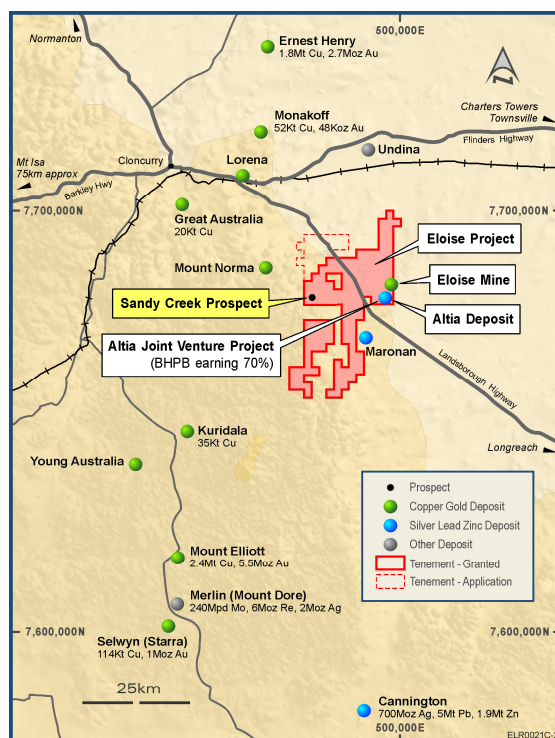 500,000E
Normanton
Ernest Henry
1.8Mt Cu, 2.7Moz Au
Monakoff
52Kt Cu, 48Koz Au
Charters Towers
Townsville
Flinders Highway
Undina
Cloncurry
Lorena
Mt Isa
75km approx
Barkley Hwy
7,700,000N
7,700,000N
Great Australia
20Kt Cu
Eloise Project
Mount Norma
Eloise Mine
Sandy Creek Prospect
Altia Deposit
Altia Joint Venture Project
(BHPB earning 70%)
Maronan
Landsborough Highway
Longreach
Kuridala
35Kt Cu
Young Australia
Prospect
Copper Gold Deposit
Silver Lead Zinc Deposit
Other Deposit
Tenement - Granted
Tenement - Application
Mount Elliott
2.4Mt Cu, 5.5Moz Au
Merlin (Mount Dore)
240Mpd Mo, 6Moz Re, 2Moz Ag
7,600,000N
7,600,000N
Selwyn (Starra)
114Kt Cu, 1Moz Au
25km
Cannington
700Moz Ag, 5Mt Pb, 1.9Mt Zn
500,000E